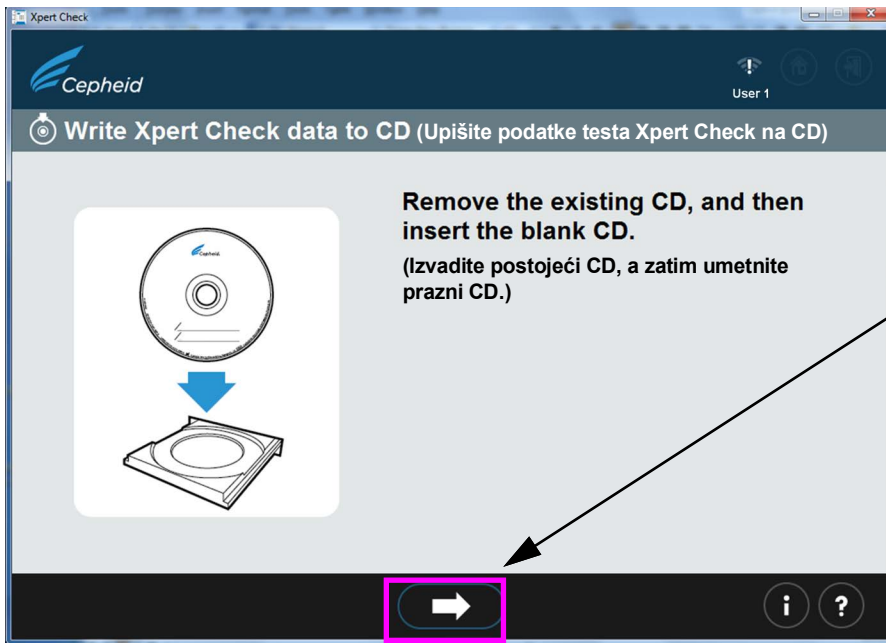 Xpert Check
Cepheid
User 1
Write Xpert Check data to CD (Upišite podatke testa Xpert Check na CD)
Remove the existing CD, and then
insert the blank CD.
(Izvadite postojeći CD, a zatim umetnite
prazni CD.)
Cepheid
i ?